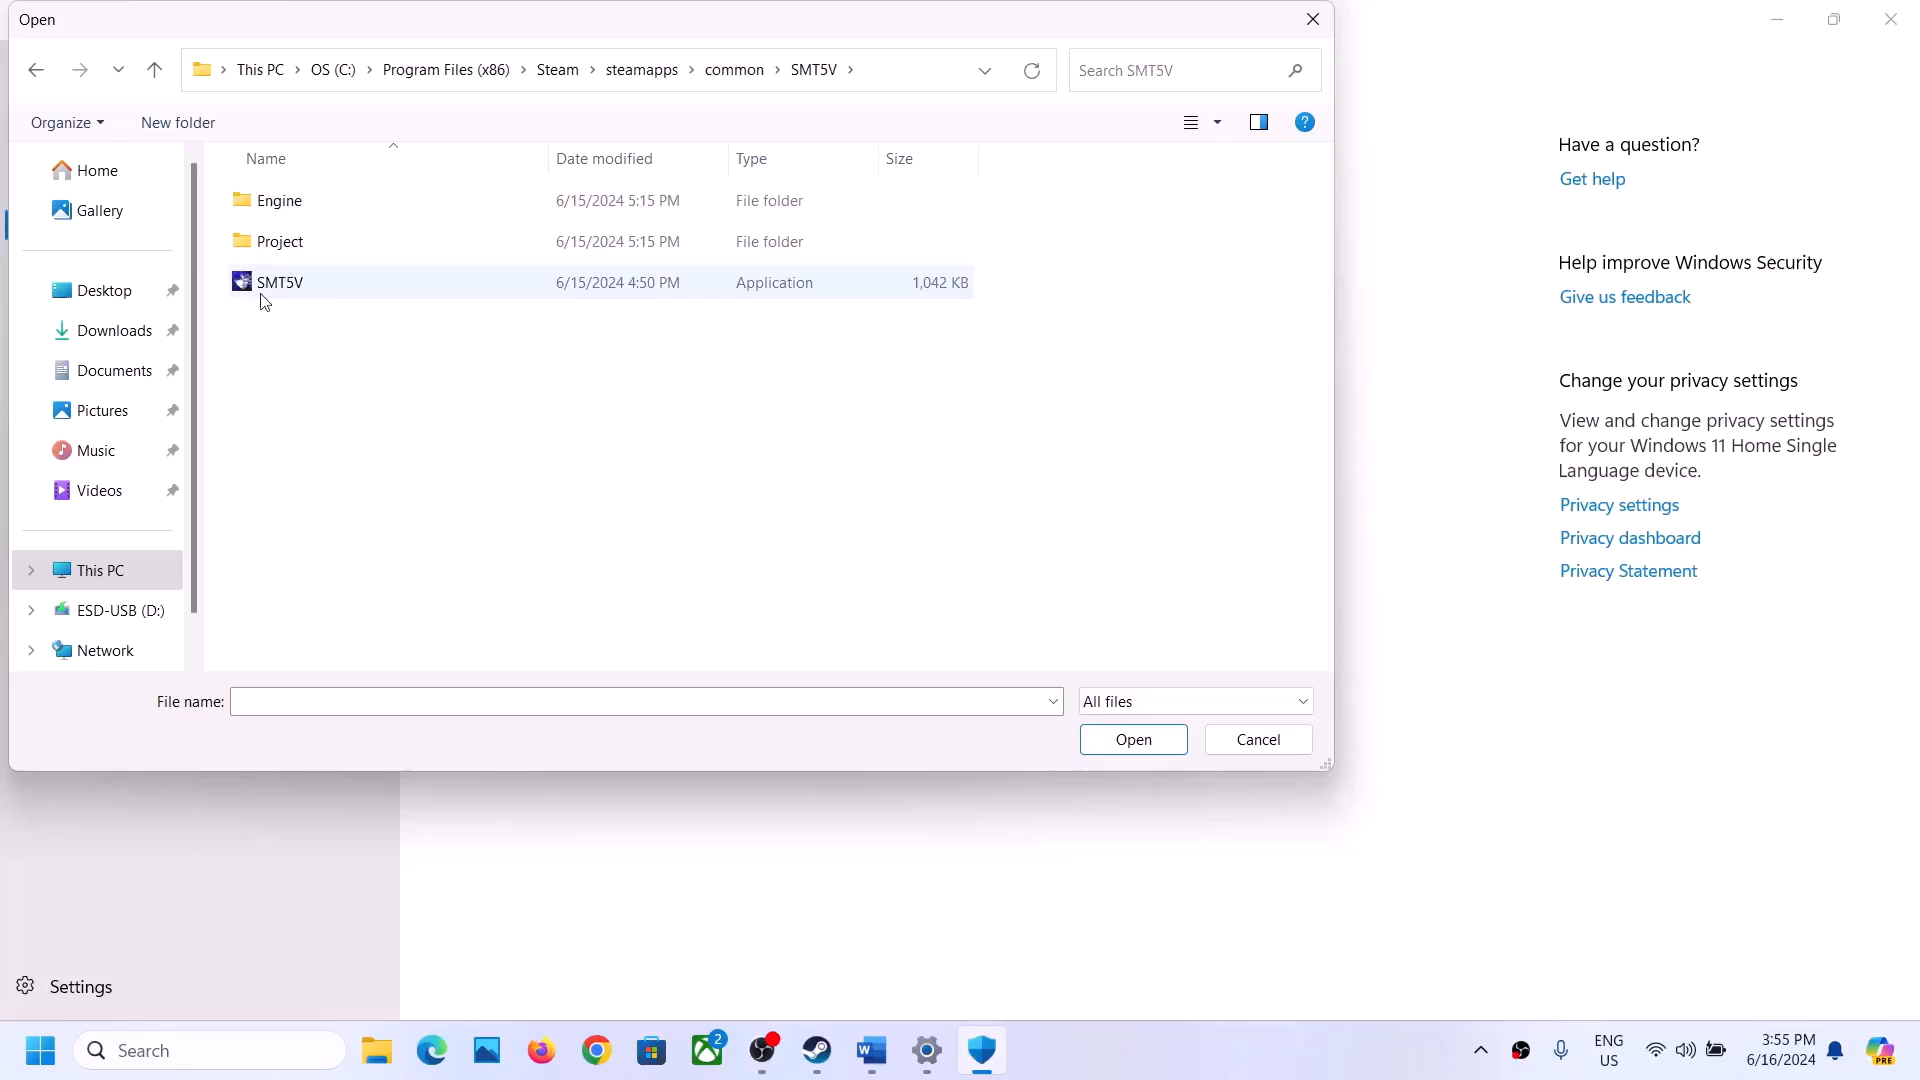 Open
This PC
OS (C:)
Program Files (x86)
Steam
steamapps
common
SMT5V
Search SMT5V
Organize
New folder
Name
Date modified
Type
Size
Home
Gallery
Desktop
Downloads
Documents
Pictures
Music
Videos
This PC
ESD-USB (D:)
Network
Engine 6/15/2024 5:15 PM File folder
Project 6/15/2024 5:15 PM File folder
SMT5V 6/15/2024 4:50 PM Application 1,042 KB
File name:
All files
Open
Cancel
Have a question?
Get help
Help improve Windows Security
Give us feedback
Change your privacy settings
View and change privacy settings
for your Windows 11 Home Single
Language device.
Privacy settings
Privacy dashboard
Privacy Statement
Settings
Search
2
ENG
US
3:55 PM
6/16/2024
PRE